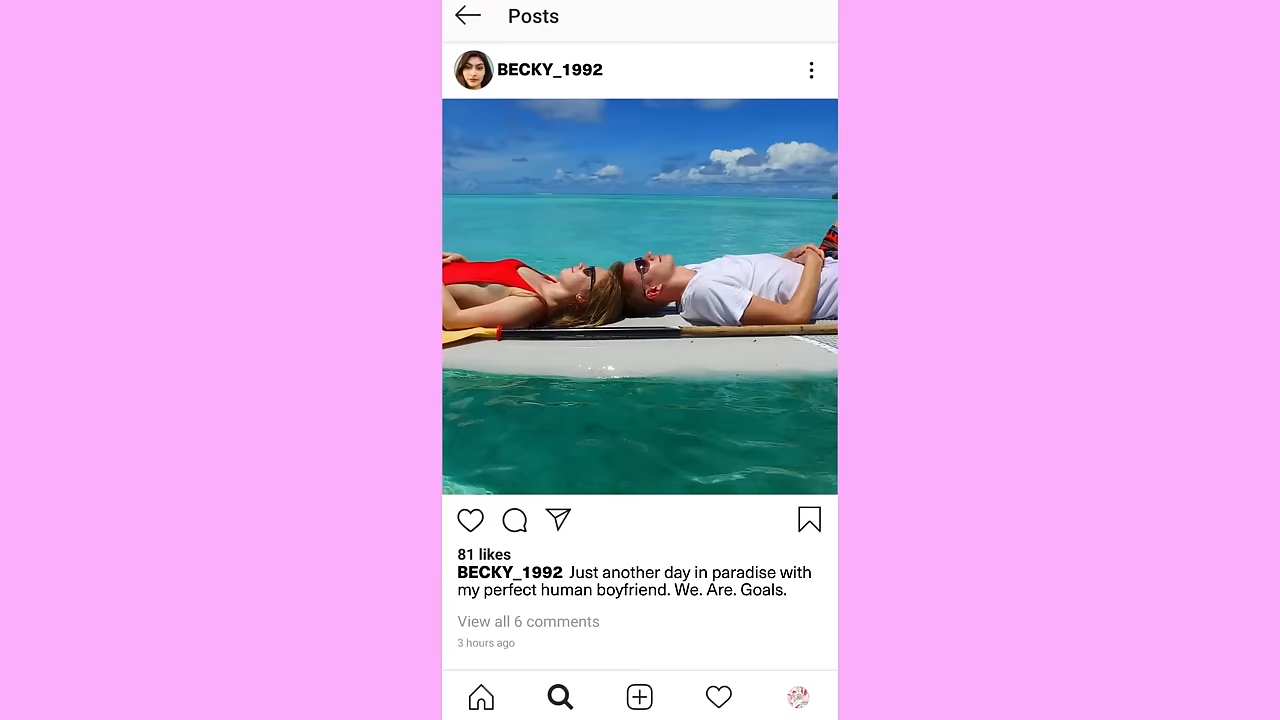 Posts
BECKY_1992
81 likes
BECKY_1992 Just another day in paradise with
my perfect human boyfriend. We. Are. Goals.
View all 6 comments
3 hours ago